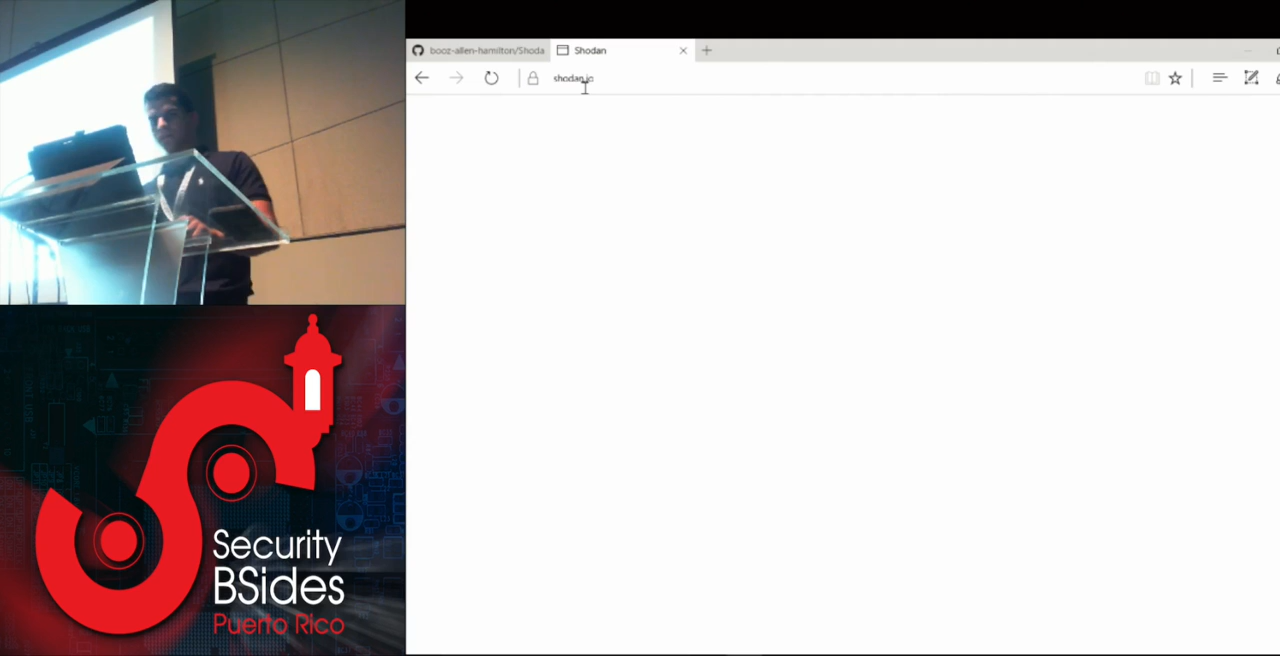 booz-allen-hamilton/Shoda
Shodan
shodan.io
Security
BSides
Puerto Rico